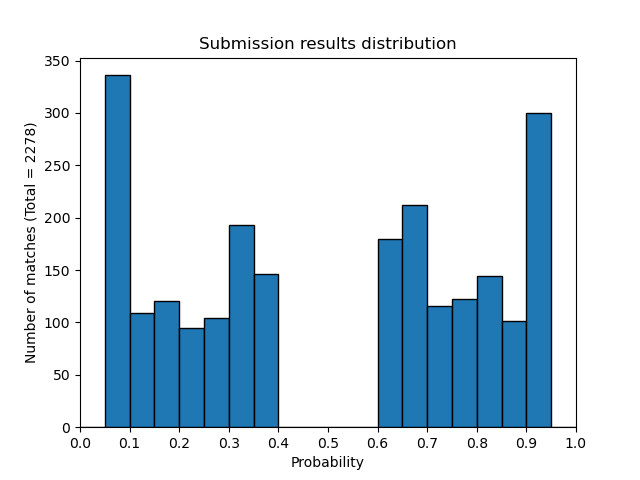 Submission results distribution
Number of matches (Total = 2278)
350
300
250
200
150
100
50
0
0.0 0.1 0.2 0.3 0.4 0.5 0.6 0.7 0.8 0.9 1.0
Probability